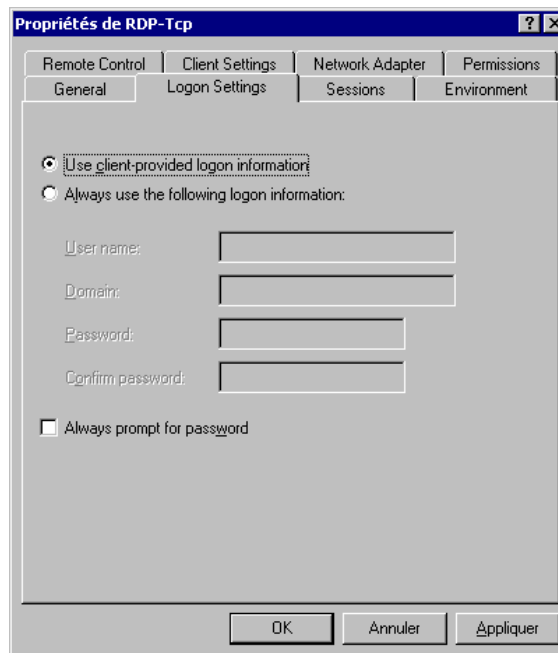 Propriétés de RDP-Tcp
Remote Control Client Settings Network Adapter Permissions
General Logon Settings Sessions Environment
Use client-provided logon information
Always use the following logon information:
User name:
Domain:
Password:
Confirm password:
Always prompt for password
OK Annuler Appliquer